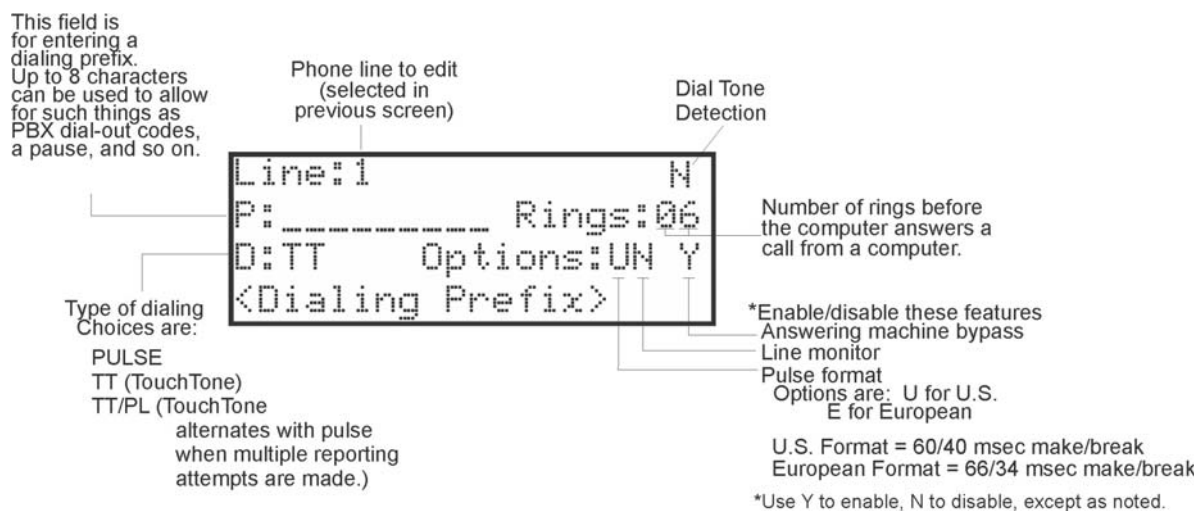 This field is
for entering a
dialing prefix.
Up to 8 characters
can be used to allow
for such things as
PBX dial-out codes,
a pause, and so on.
Phone line to edit
(selected in
previous screen)
Dial Tone
Detection
Line:1 N
P:________ Rings:06
D:TT Options:UN Y
<Dialing Prefix>
Number of rings before
the computer answers a
call from a computer.
Type of dialing
Choices are:
PULSE
TT (TouchTone)
TT/PL (TouchTone
alternates with pulse
when multiple reporting
attempts are made.)
*Enable/disable these features
Answering machine bypass
Line monitor
Pulse format
Options are: U for U.S.
E for European
U.S. Format = 60/40 msec make/break
European Format = 66/34 msec make/break
*Use Y to enable, N to disable, except as noted.